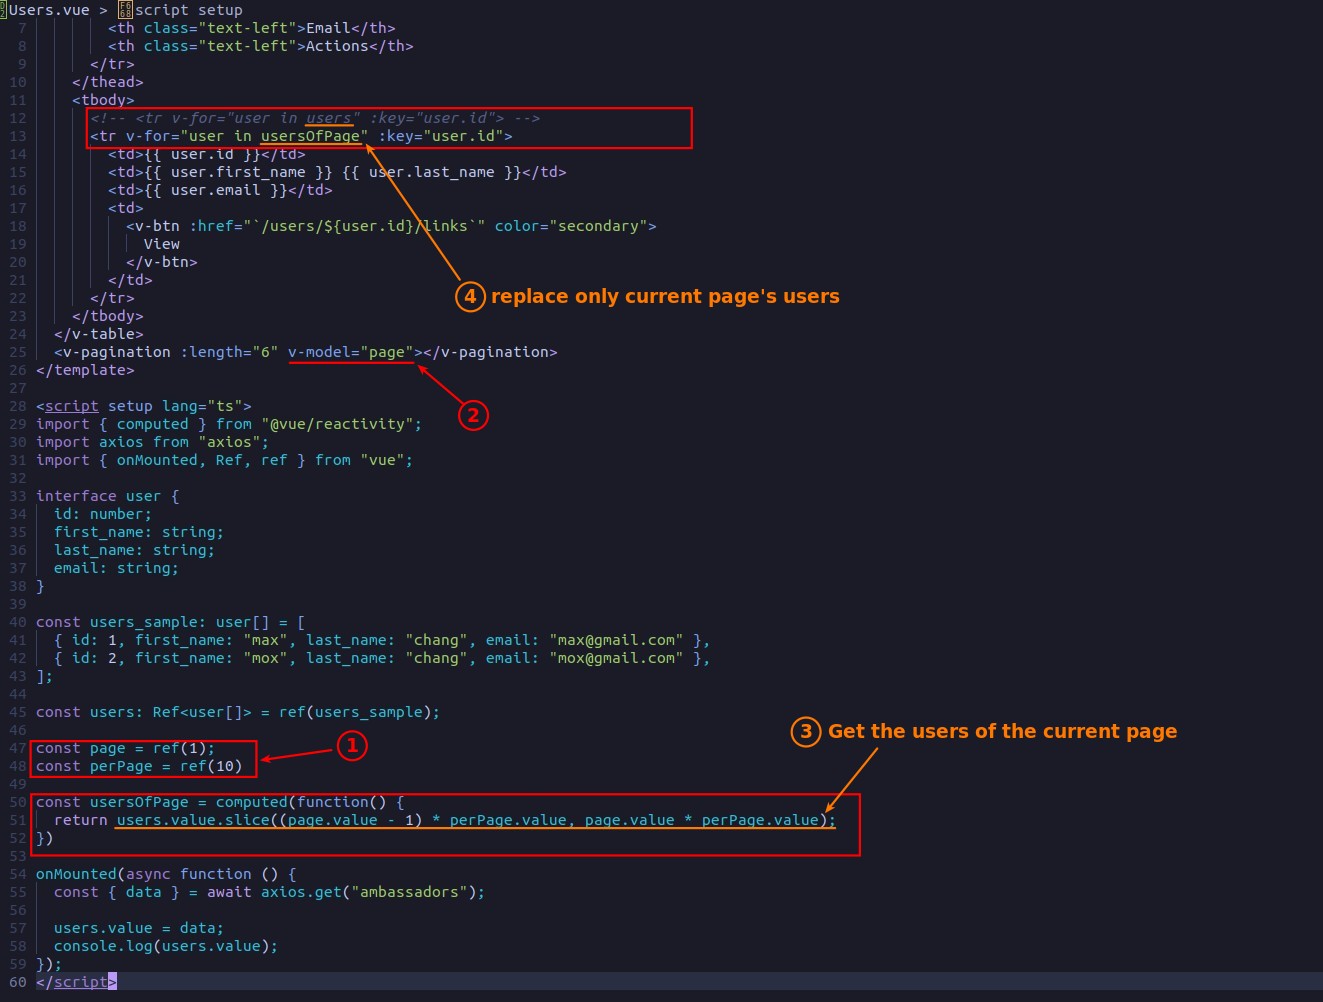 Users.vue > script setup
7 <th class="text-left">Email</th>
8 <th class="text-left">Actions</th>
9 </tr>
10 </thead>
11 <tbody>
12 <!-- <tr v-for="user in users" :key="user.id"> -->
13 <tr v-for="user in usersOfPage" :key="user.id">
14 <td>{{ user.id }}</td>
15 <td>{{ user.first_name }} {{ user.last_name }}</td>
16 <td>{{ user.email }}</td>
17 <td>
18 <v-btn :href="`/users/${user.id}/links`" color="secondary">
19 View
20 </v-btn>
21 </td>
22 </tr>
④ replace only current page's users
23 </tbody>
24 </v-table>
25 <v-pagination :length="6" v-model="page"></v-pagination>
26 </template>
27
②
28 <script setup lang="ts">
29 import { computed } from "@vue/reactivity";
30 import axios from "axios";
31 import { onMounted, Ref, ref } from "vue";
32
33 interface user {
34 id: number;
35 first_name: string;
36 last_name: string;
37 email: string;
38 }
39
40 const users_sample: user[] = [
41 { id: 1, first_name: "max", last_name: "chang", email: "max@gmail.com" },
42 { id: 2, first_name: "mox", last_name: "chang", email: "mox@gmail.com" },
43 ];
44
45 const users: Ref<user[]> = ref(users_sample);
46
③ Get the users of the current page
47 const page = ref(1);
①
48 const perPage = ref(10)
49
50 const usersOfPage = computed(function() {
51 return users.value.slice((page.value - 1) * perPage.value, page.value * perPage.value);
52 })
53
54 onMounted(async function () {
55 const { data } = await axios.get("ambassadors");
56
57 users.value = data;
58 console.log(users.value);
59 });
60 </script>